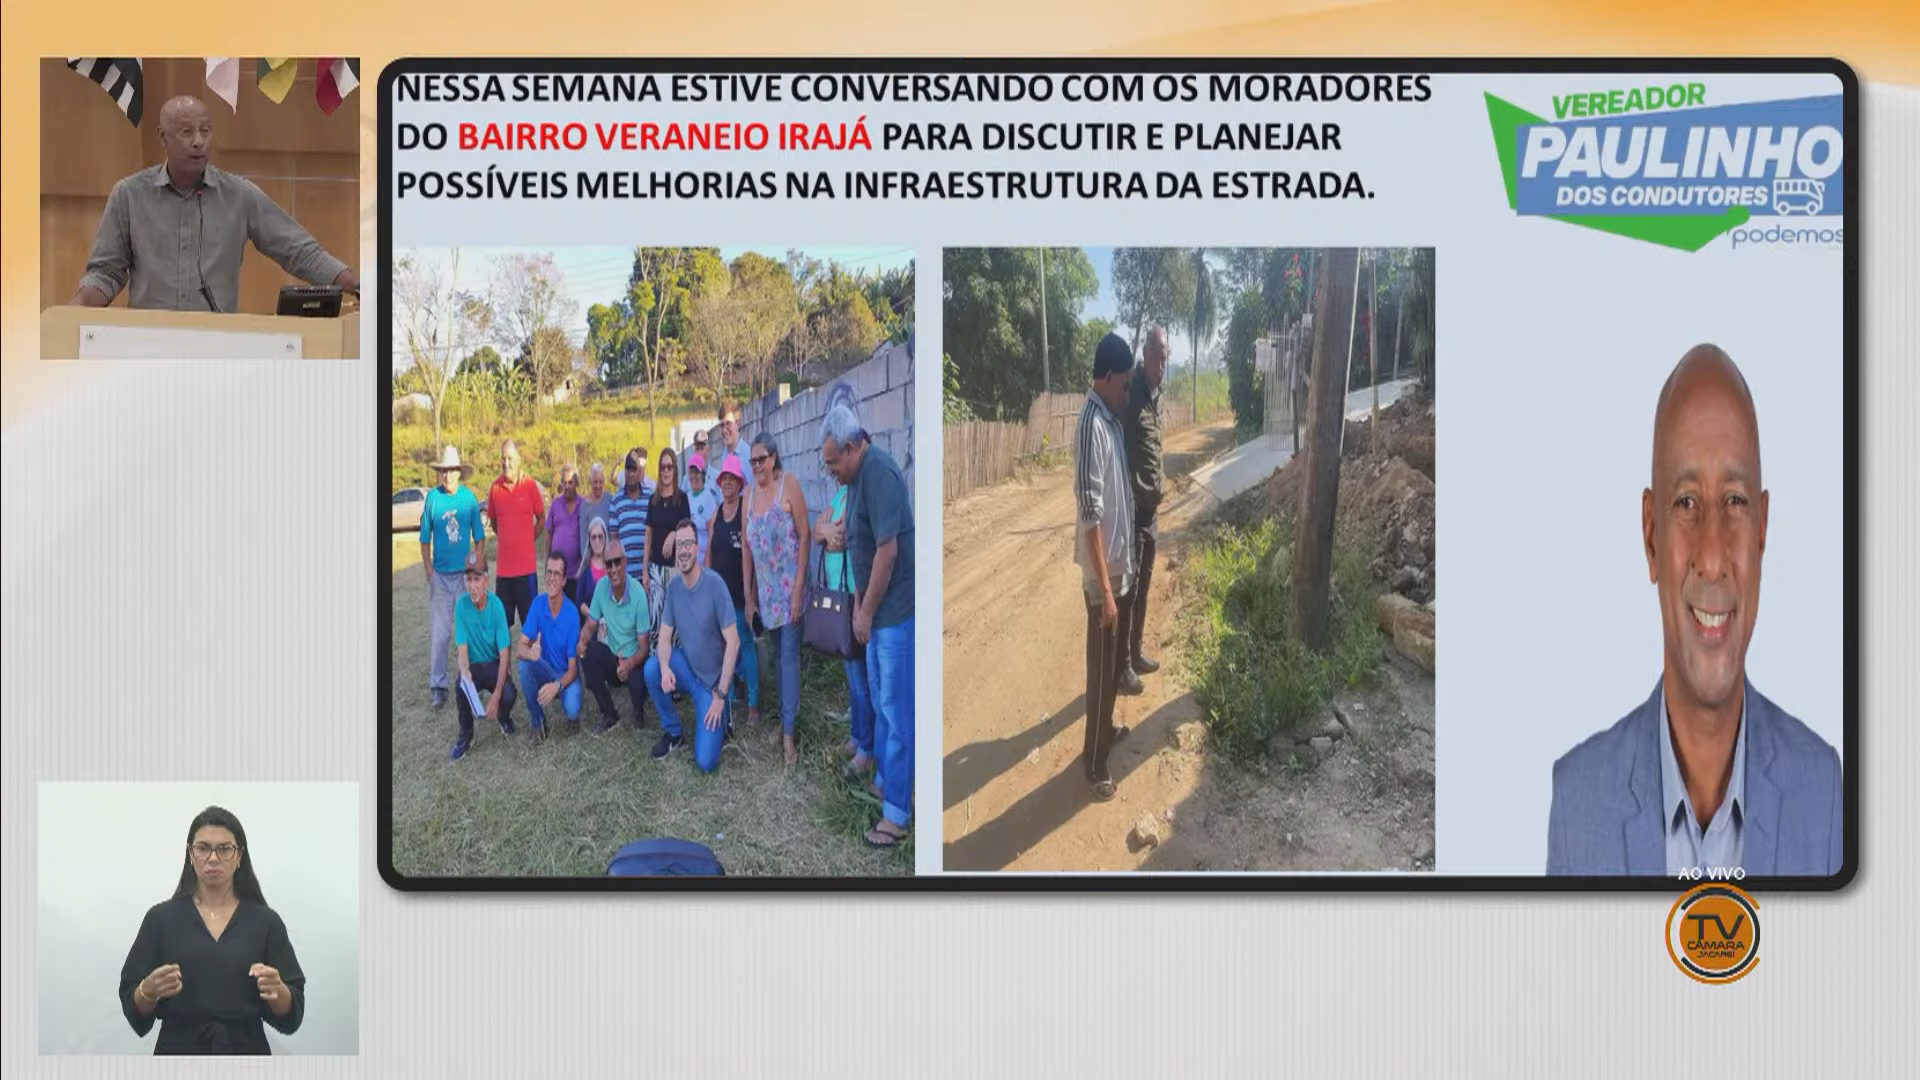 NESSA SEMANA ESTIVE CONVERSANDO COM OS MORADORES
DO BAIRRO VERANEIO IRAJÁ PARA DISCUTIR E PLANEJAR
POSSÍVEIS MELHORIAS NA INFRAESTRUTURA DA ESTRADA.
VEREADOR
PAULINHO
DOS CONDUTORES
podemos
AO VIVO
TV
CÂMARA
JACAREÍ